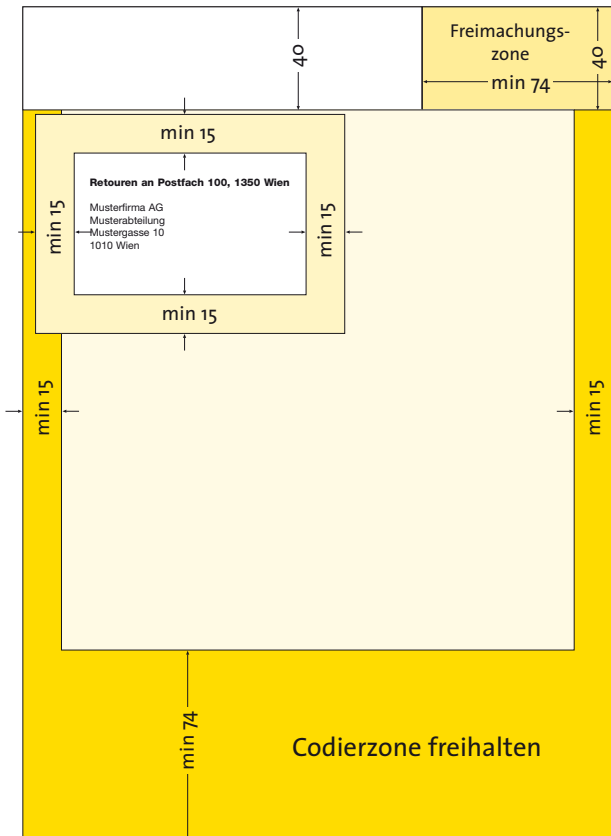 40
Freimachungs-
zone
40
min 74
min 15
Retouren an Postfach 100, 1350 Wien
Musterfirma AG
Musterabteilung
Mustergasse 10
1010 Wien
min 15
min 15
min 15
min 15
min 15
min 74
Codierzone freihalten